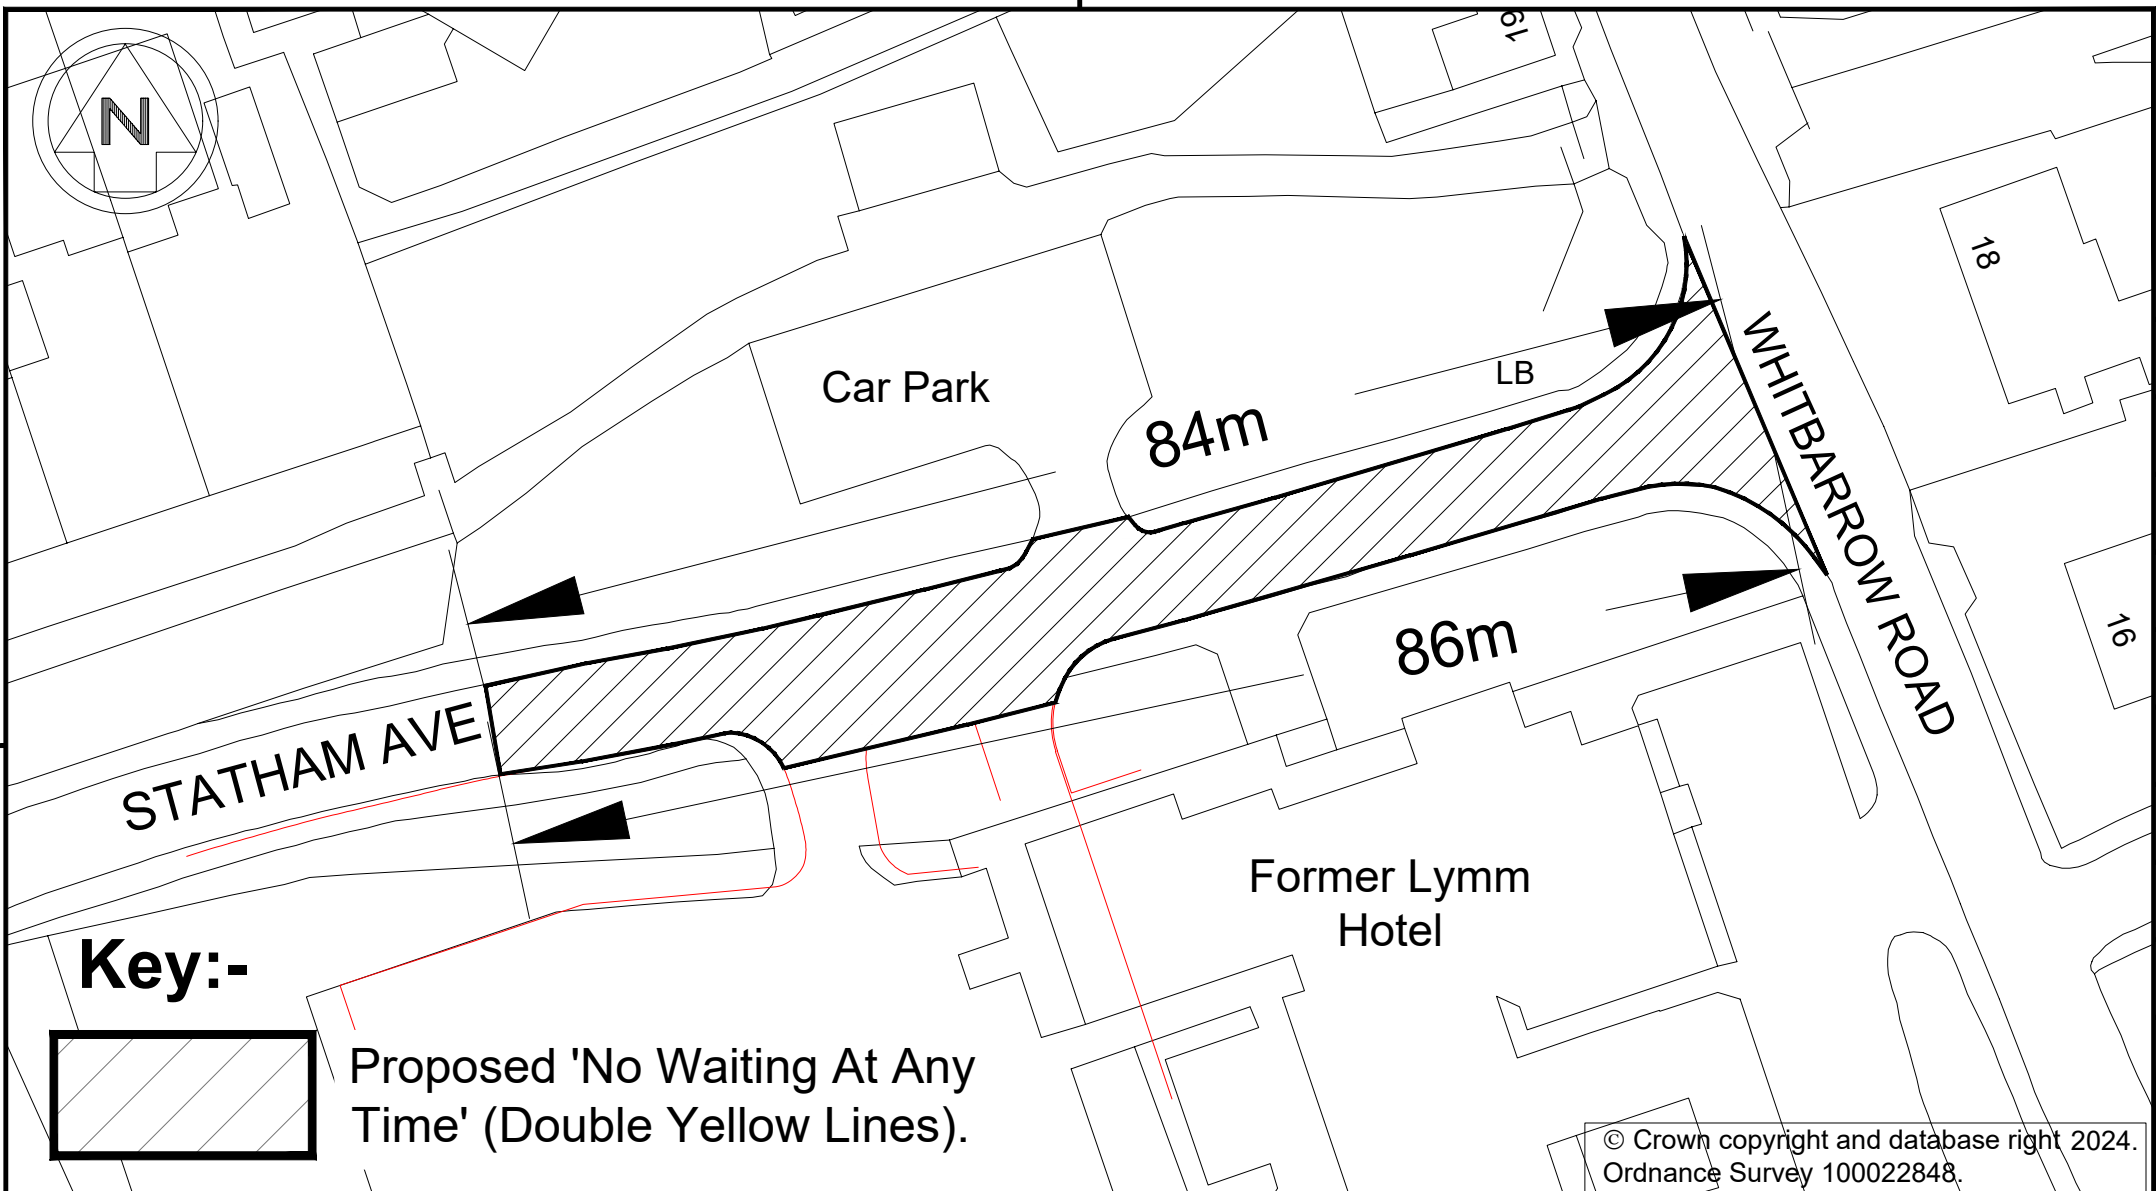 N
19
18
Car Park
LB
84m
WHITBARROW ROAD
86m
16
STATHAM AVE
Former Lymm
Hotel
Key:-
Proposed 'No Waiting At Any
Time' (Double Yellow Lines).
© Crown copyright and database right 2024.
Ordnance Survey 100022848.